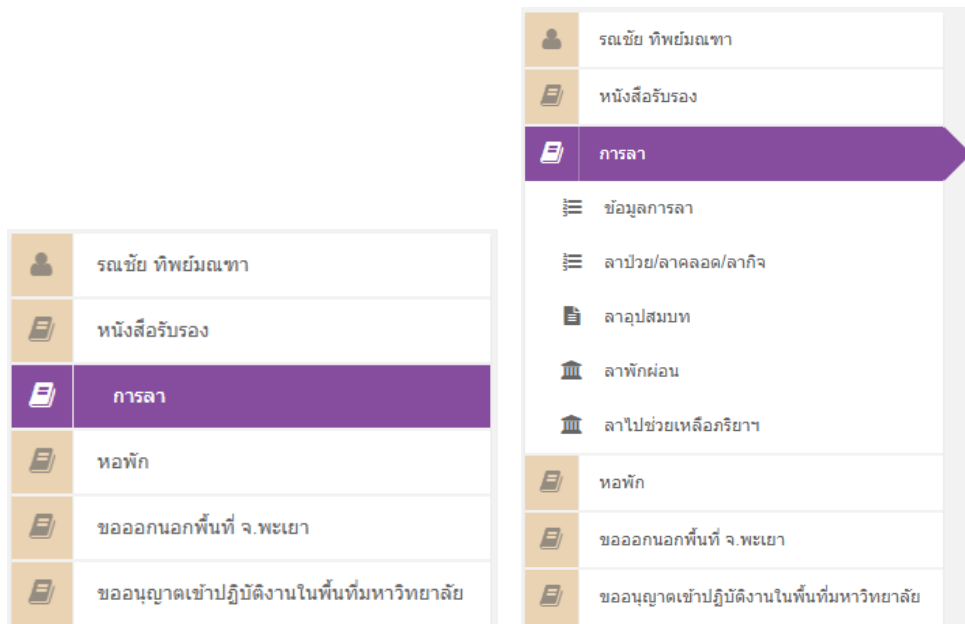 รณชัย ทิพย์มณฑา
หนังสือรับรอง
การลา
หอพัก
ขอออกนอกพื้นที่ จ.พะเยา
ขออนุญาตเข้าปฏิบัติงานในพื้นที่มหาวิทยาลัย
รณชัย ทิพย์มณฑา
หนังสือรับรอง
การลา
ข้อมูลการลา
ลาป่วย/ลาคลอด/ลากิจ
ลาอุปสมบท
ลาพักผ่อน
ลาไปช่วยเหลือภริยาฯ
หอพัก
ขอออกนอกพื้นที่ จ.พะเยา
ขออนุญาตเข้าปฏิบัติงานในพื้นที่มหาวิทยาลัย